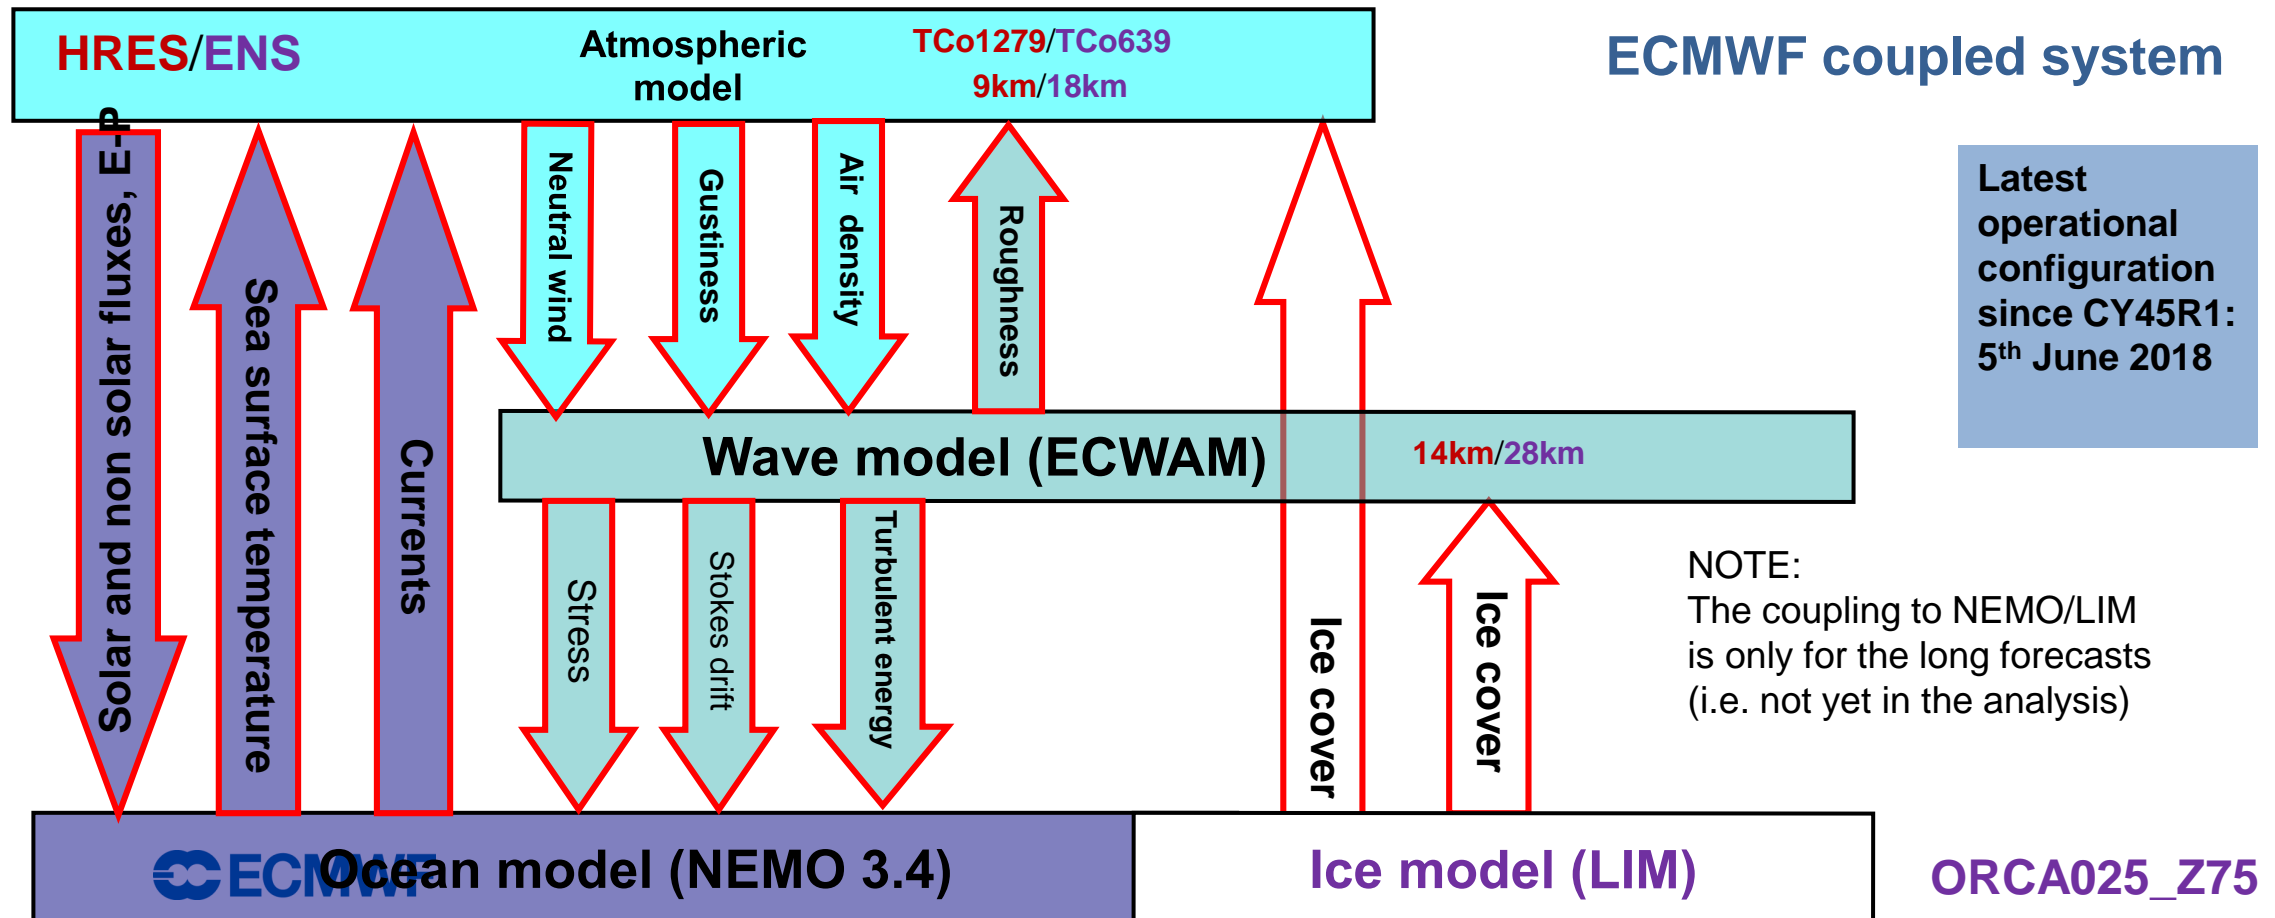 HRES/ENS
Atmospheric
model
TCo1279/TCo639
9km/18km
ECMWF coupled system
Latest
operational
configuration
since CY45R1:
5th June 2018
Solar and non solar fluxes, E-P
Sea surface temperature
Currents
Neutral wind
Gustiness
Air density
Roughness
Wave model (ECWAM)
14km/28km
Stress
Stokes drift
Turbulent energy
Ice cover
Ice cover
NOTE:
The coupling to NEMO/LIM
is only for the long forecasts
(i.e. not yet in the analysis)
ECMWF
Ocean model (NEMO 3.4)
Ice model (LIM)
ORCA025_Z75